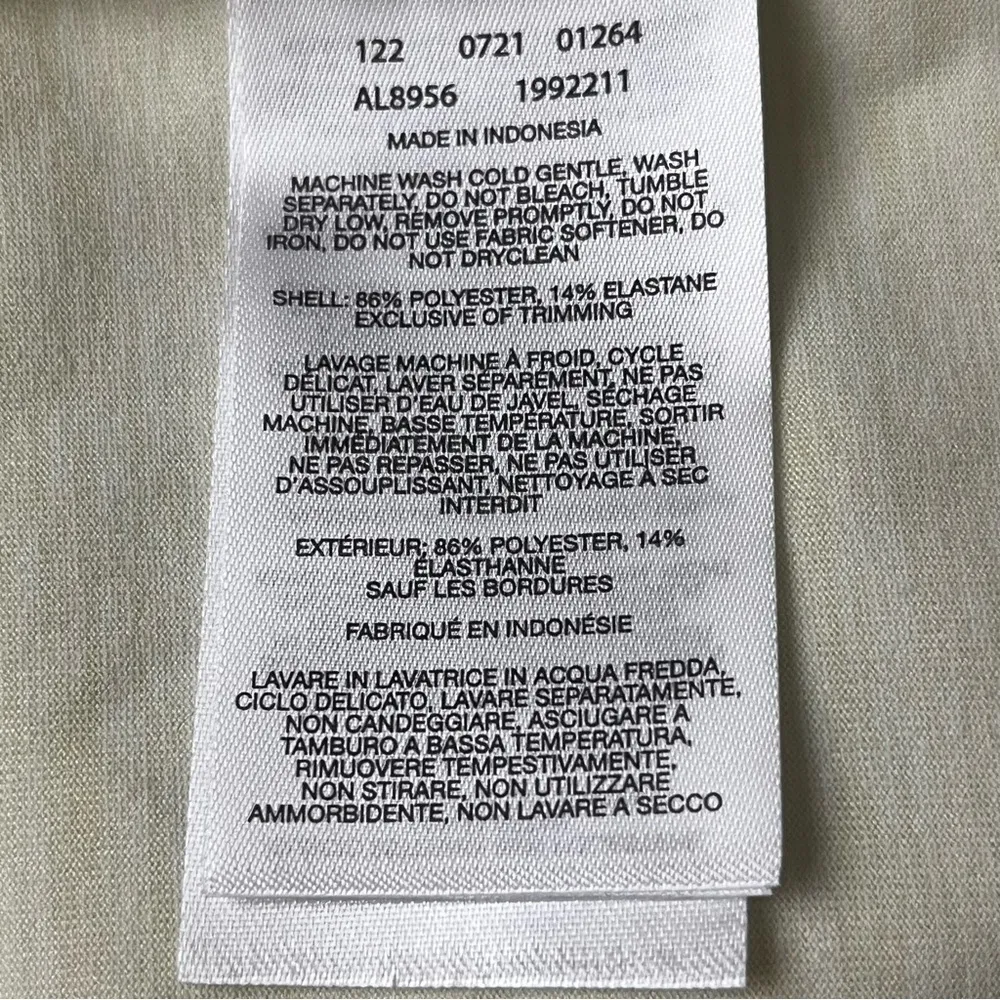 122 0721 01264
AL8956 1992211
MADE IN INDONESIA
MACHINE WASH COLD GENTLE, WASH
SEPARATELY, DO NOT BLEACH, TUMBLE
DRY LOW, REMOVE PROMPTLY, DO NOT
IRON, DO NOT USE FABRIC SOFTENER, DO
NOT DRYCLEAN
SHELL: 86% POLYESTER, 14% ELASTANE
EXCLUSIVE OF TRIMMING
LAVAGE MACHINE À FROID, CYCLE
DÉLICAT, LAVER SÉPARÉMENT, NE PAS
UTILISER D'EAU DE JAVEL, SÉCHAGE
MACHINE, BASSE TEMPÉRATURE, SORTIR
IMMÉDIATEMENT DE LA MACHINE,
NE PAS REPASSER, NE PAS UTILISER
D'ASSOUPLISSANT, NETTOYAGE À SEC
INTERDIT
EXTÉRIEUR: 86% POLYESTER, 14%
ÉLASTHANNE
SAUF LES BORDURES
FABRIQUÉ EN INDONÉSIE
LAVARE IN LAVATRICE IN ACQUA FREDDA,
CICLO DELICATO, LAVARE SEPARATAMENTE,
NON CANDEGGIARE, ASCIUGARE A
TAMBURO A BASSA TEMPERATURA,
RIMUOVERE TEMPESTIVAMENTE,
NON STIRARE, NON UTILIZZARE
AMMORBIDENTE, NON LAVARE A SECCO